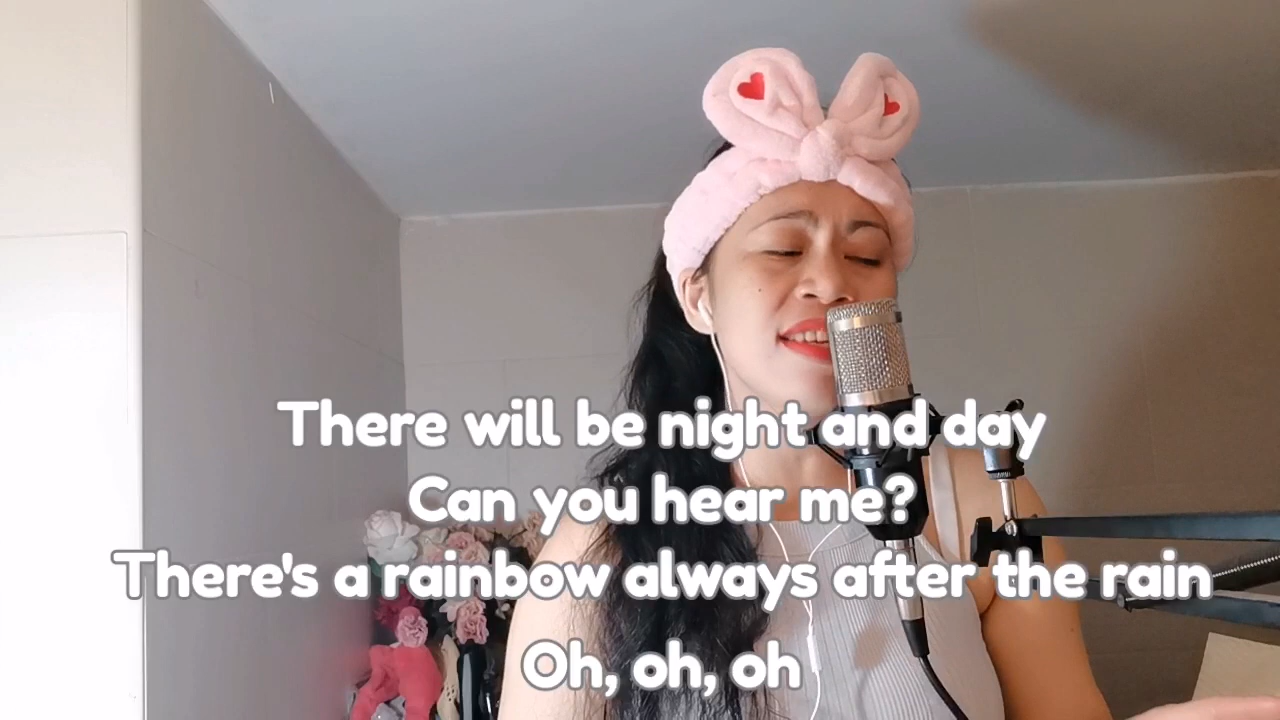 There will be night and day
Can you hear me?
There's a rainbow always after the rain
Oh, oh, oh